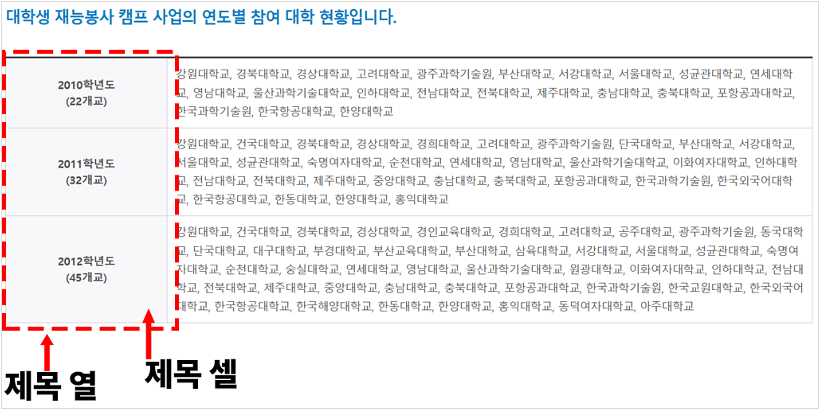 대학생 재능봉사 캠프 사업의 연도별 참여 대학 현황입니다.
2010학년도
(22개교)
강원대학교, 경북대학교, 경상대학교, 고려대학교, 광주과학기술원, 부산대학교, 서강대학교, 서울대학교, 성균관대학교, 연세대학
교, 영남대학교, 울산과학기술대학교, 인하대학교, 전남대학교, 전북대학교, 제주대학교, 충남대학교, 충북대학교, 포항공과대학교,
한국과학기술원, 한국항공대학교, 한양대학교
2011학년도
(32개교)
강원대학교, 건국대학교, 경북대학교, 경상대학교, 경희대학교, 고려대학교, 광주과학기술원, 단국대학교, 부산대학교, 서강대학교,
서울대학교, 성균관대학교, 숙명여자대학교, 순천대학교, 연세대학교, 영남대학교, 울산과학기술대학교, 이화여자대학교, 인하대학
교, 전남대학교, 전북대학교, 제주대학교, 중앙대학교, 충남대학교, 충북대학교, 포항공과대학교, 한국과학기술원, 한국외국어대학
교, 한국항공대학교, 한동대학교, 한양대학교, 홍익대학교
2012학년도
(45개교)
강원대학교, 건국대학교, 경북대학교, 경상대학교, 경인교육대학교, 경희대학교, 고려대학교, 공주대학교, 광주과학기술원, 동국대학
교, 단국대학교, 대구대학교, 부경대학교, 부산교육대학교, 부산대학교, 삼육대학교, 서강대학교, 서울대학교, 성균관대학교, 숙명여
자대학교, 순천대학교, 숭실대학교, 연세대학교, 영남대학교, 울산과학기술대학교, 원광대학교, 이화여자대학교, 인하대학교, 전남대
학교, 전북대학교, 제주대학교, 중앙대학교, 충남대학교, 충북대학교, 포항공과대학교, 한국과학기술원, 한국교원대학교, 한국외국어
대학교, 한국항공대학교, 한국해양대학교, 한동대학교, 한양대학교, 홍익대학교, 동덕여자대학교, 아주대학교
제목 열
제목 셀